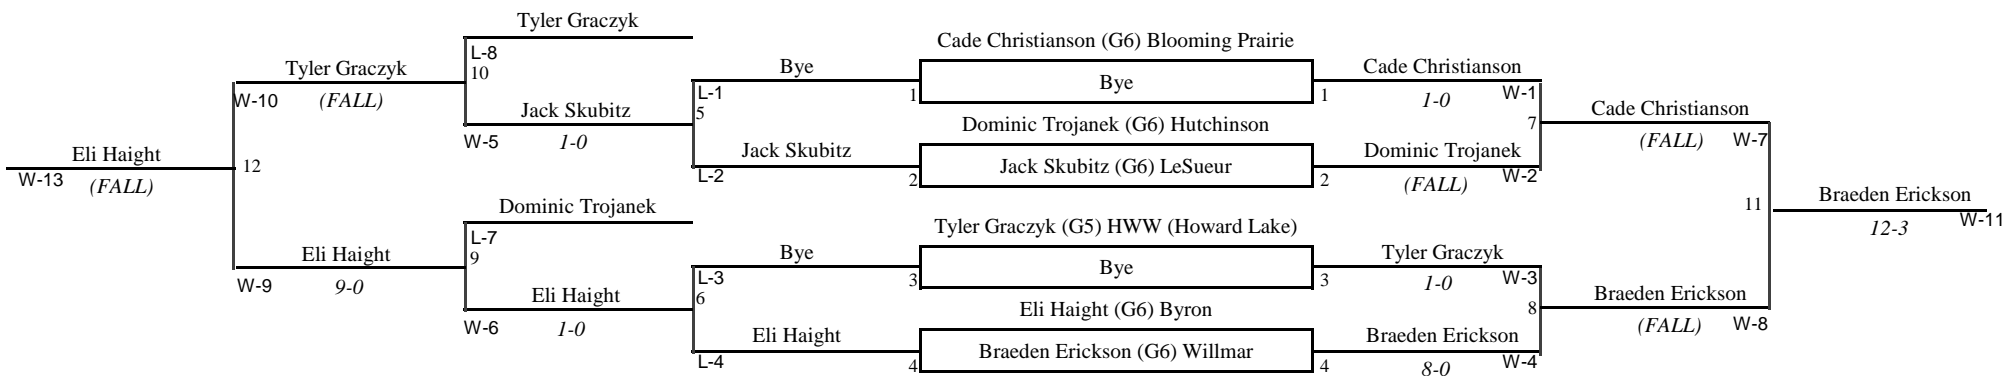 Tyler Graczyk
L-8
10
Cade Christianson (G6) Blooming Prairie
Tyler Graczyk
Bye
Bye
Cade Christianson
W-10
(FALL)
L-1
1
1
1-0
W-1
5
Jack Skubitz
Cade Christianson
W-5
1-0
Dominic Trojanek (G6) Hutchinson
7
(FALL)
W-7
Eli Haight
12
Jack Skubitz
Jack Skubitz (G6) LeSueur
Dominic Trojanek
W-13
(FALL)
L-2
2
2
(FALL)
W-2
Dominic Trojanek
11
Braeden Erickson
L-7
9
Tyler Graczyk (G5) HWW (Howard Lake)
12-3
W-11
Eli Haight
Bye
Bye
Tyler Graczyk
W-9
9-0
L-3
3
3
1-0
W-3
6
Eli Haight
Eli Haight (G6) Byron
8
Braeden Erickson
W-6
1-0
(FALL)
W-8
Eli Haight
Braeden Erickson (G6) Willmar
Braeden Erickson
L-4
4
4
8-0
W-4